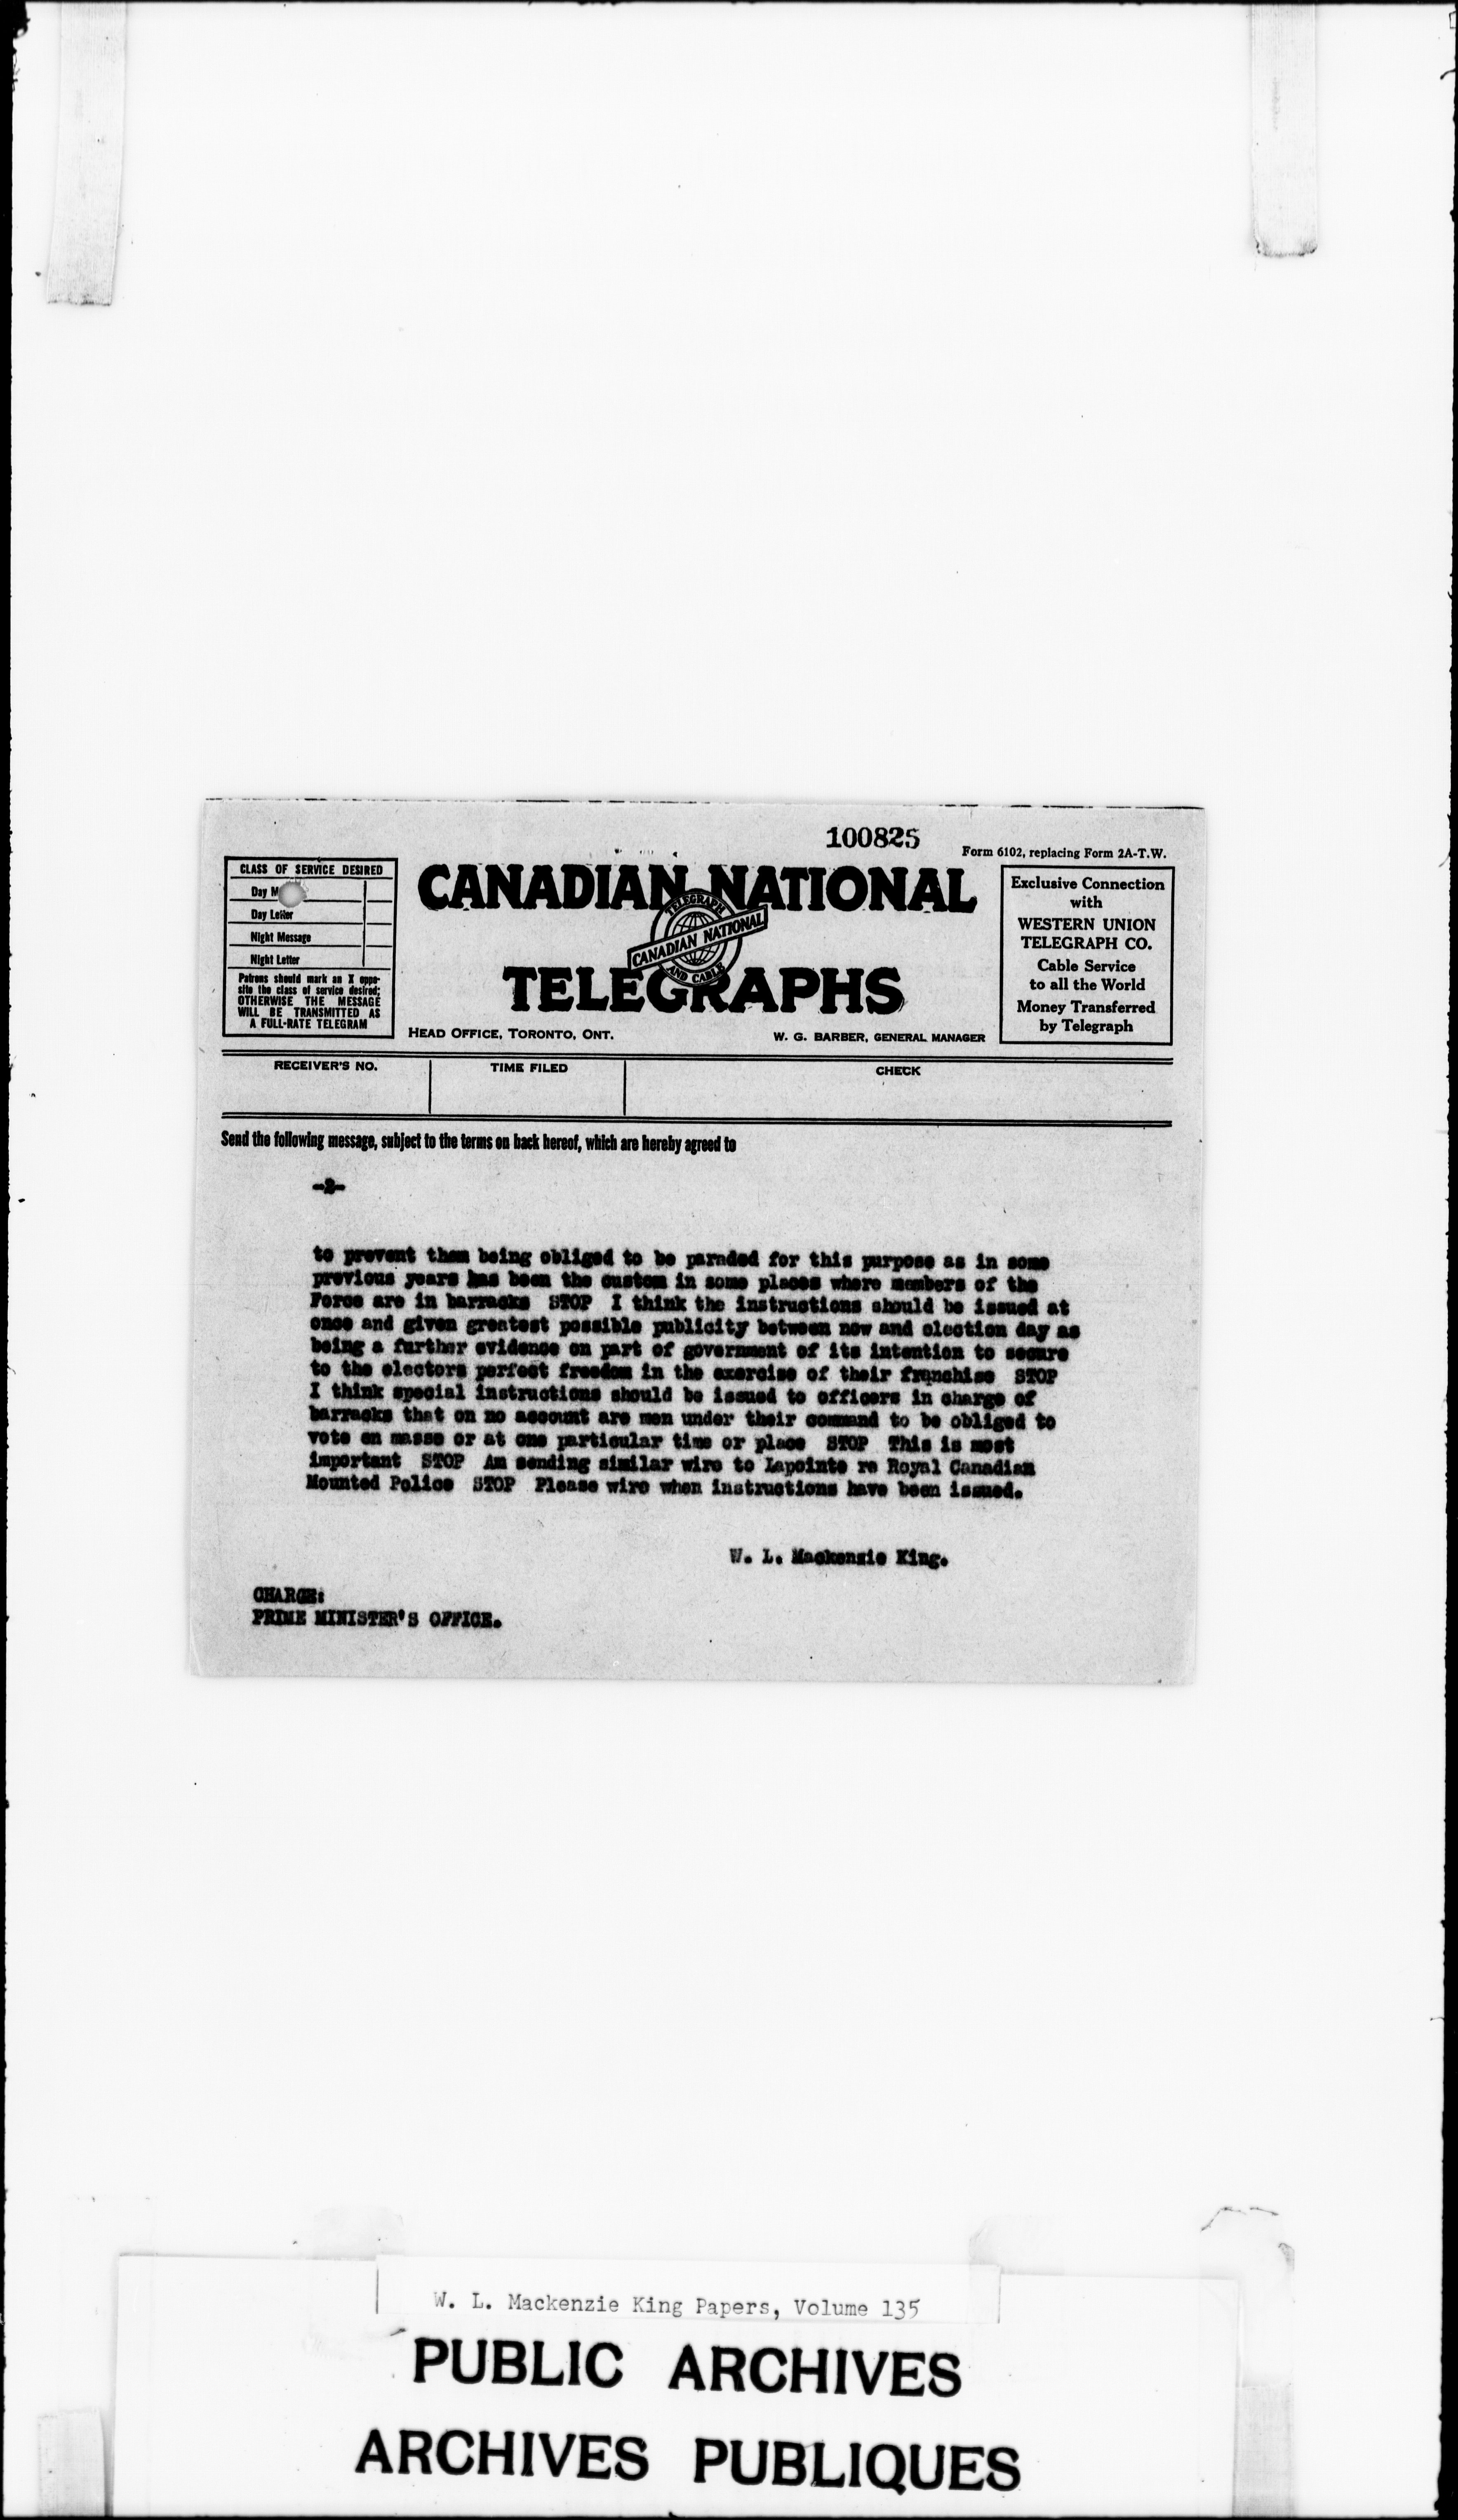 100825
Form 6102, replacing Form 2A-T.W.
CLASS OF SERVICE DESIRED
Day M
Day Letter
Night Message
Night Letter
Patrons should mark an X oppo-
site the class of service desired;
OTHERWISE THE MESSAGE
WILL BE TRANSMITTED AS
A FULL-RATE TELEGRAM
CANADIAN NATIONAL
TELEGRAPH
CANADIAN NATIONAL
AND CABLE
TELEGRAPHS
HEAD OFFICE, TORONTO, ONT.
W. G. BARBER, GENERAL MANAGER
Exclusive Connection
with
WESTERN UNION
TELEGRAPH CO.
Cable Service
to all the World
Money Transferred
by Telegraph
RECEIVER'S NO.
TIME FILED
CHECK
Send the following message, subject to the terms on back hereof, which are hereby agreed to
-2-
to prevent them being obliged to be paraded for this purpose as in some
previous years has been the custom in some places where members of the
Force are in barracks STOP I think the instructions should be issued at
once and given greatest possible publicity between now and election day as
being a further evidence on part of government of its intention to secure
to the electors perfect freedom in the exercise of their franchise STOP
I think special instructions should be issued to officers in charge of
barracks that on no account are men under their command to be obliged to
vote en masse or at one particular time or place STOP This is most
important STOP Am sending similar wire to Lapointe re Royal Canadian
Mounted Police STOP Please wire when instructions have been issued.
W. L. Mackenzie King.
CHARGE:
PRIME MINISTER'S OFFICE.
W. L. Mackenzie King Papers, Volume 135
PUBLIC ARCHIVES
ARCHIVES PUBLIQUES